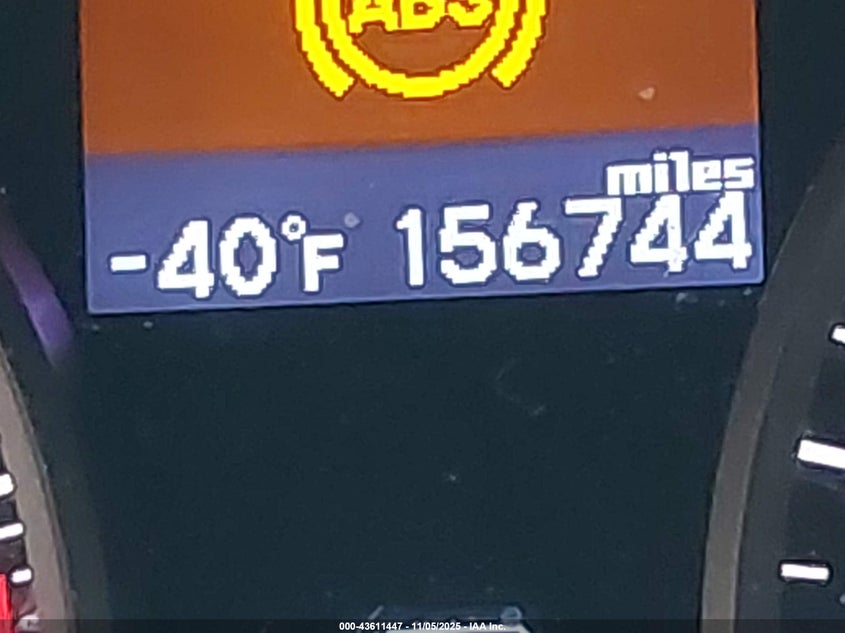 ABS
miles
-40°F 156744
000-43611447 - 11/05/2025 - IAA Inc.